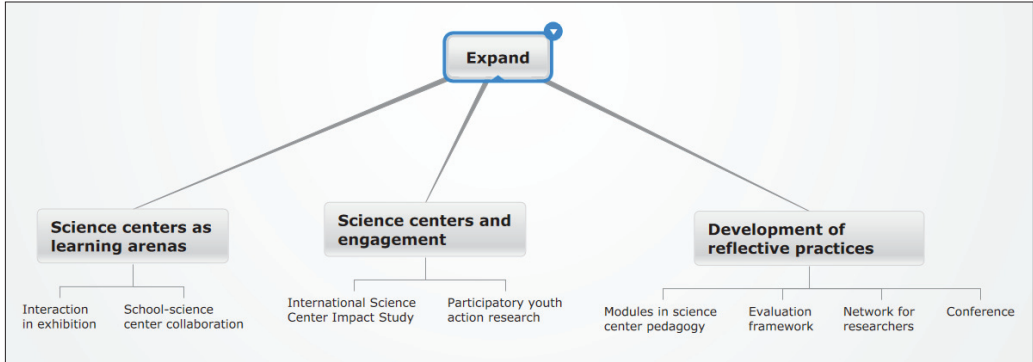 Expand
Science centers as
learning arenas
Science centers and
engagement
Development of
reflective practices
Interaction
in exhibition
School-science
center collaboration
International Science
Center Impact Study
Participatory youth
action research
Modules in science
center pedagogy
Evaluation
framework
Network for
researchers
Conference